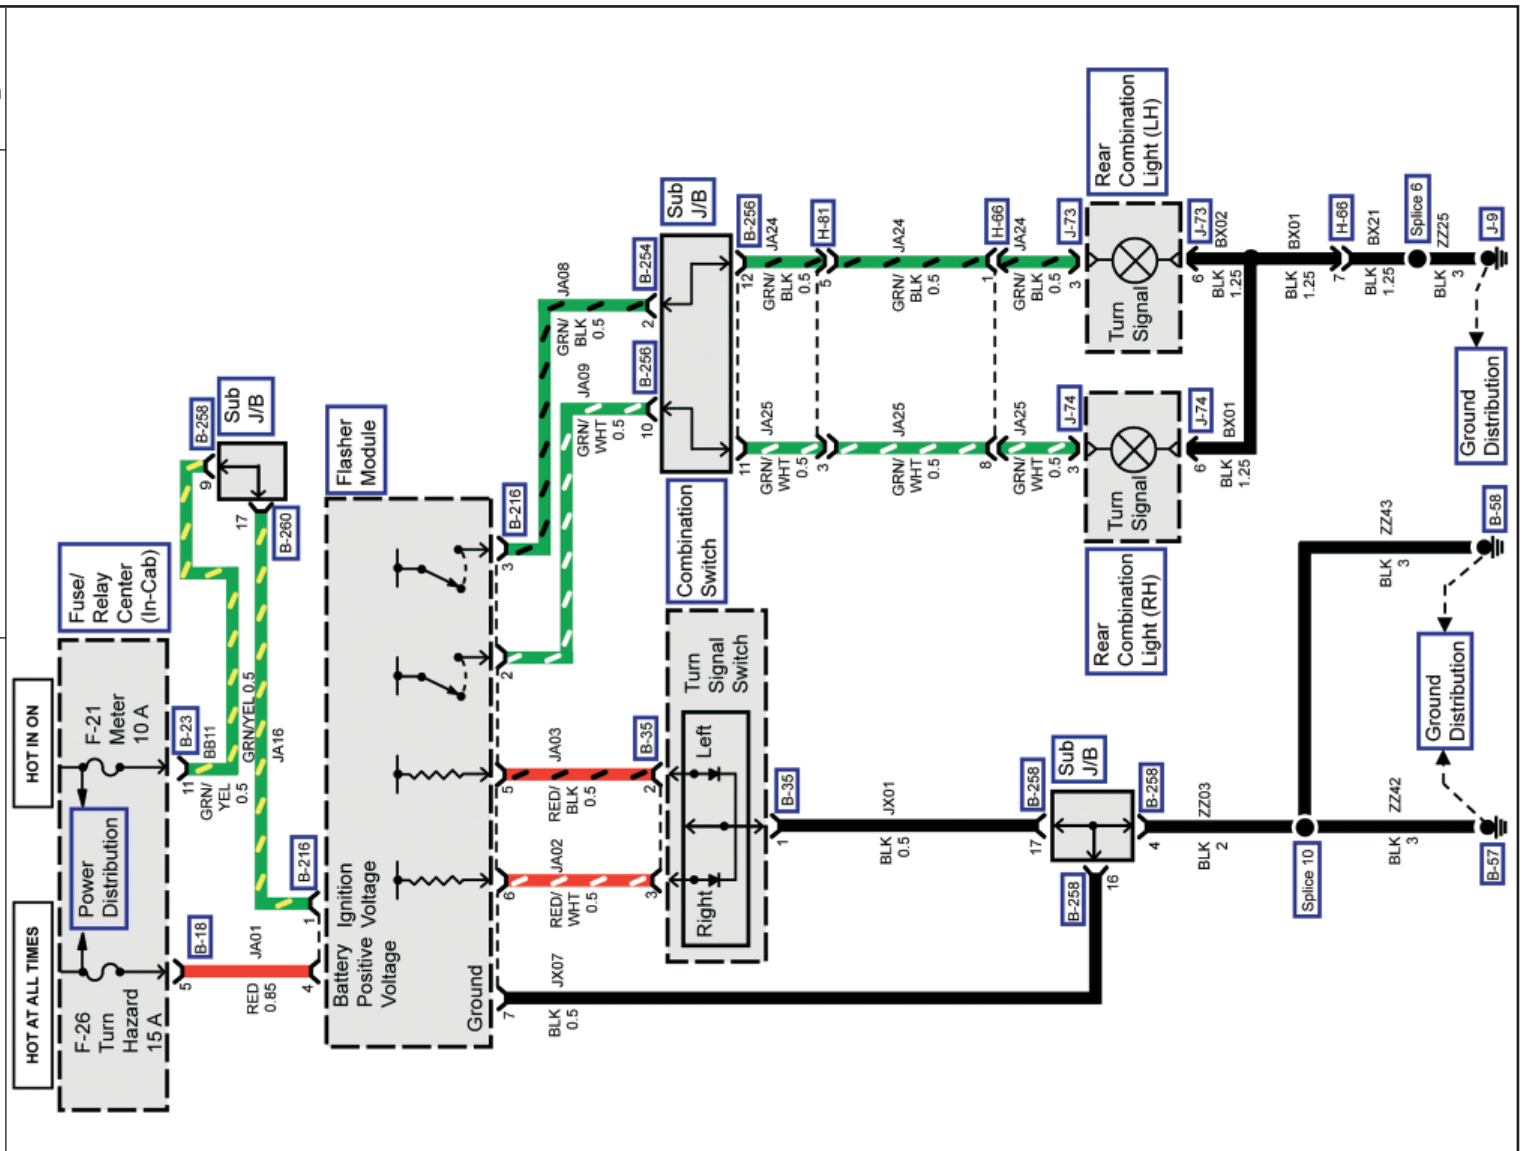 HOT AT ALL TIMES
HOT IN ON
F-26
Turn
Hazard
15 A
Power
Distribution
F-21
Meter
10 A
Fuse/
Relay
Center
(In-Cab)
5
B-18
JA01
RED
0.85
4
11
B-23
BB11
GRN/
YEL
0.5
GRN/YEL 0.5
JA16
B-258
9
Sub
J/B
17
B-260
B-216
1
Flasher
Module
Battery
Positive
Voltage
Ignition
Voltage
Ground
7
JX07
BLK
0.5
6
JA02
RED/
WHT
0.5
3
5
JA03
RED/
BLK
0.5
2
B-35
2
3
B-216
JA08
GRN/
BLK
0.5
2
B-254
JA09
GRN/
WHT
0.5
10
B-256
Sub
J/B
Combination
Switch
Turn
Signal
Switch
Right
Left
1
B-35
JX01
BLK
0.5
17
B-258
Sub
J/B
B-258
16
B-258
4
ZZ03
BLK
2
Splice 10
ZZ42
BLK
3
B-57
ZZ43
BLK
3
B-58
Ground
Distribution
11
JA25
GRN/
WHT
0.5
3
JA25
GRN/
WHT
0.5
8
JA25
GRN/
WHT
0.5
3
J-74
Turn
Signal
Rear
Combination
Light (RH)
J-74
6
BX01
BLK
1.25
12
B-256
JA24
GRN/
BLK
0.5
5
H-81
JA24
GRN/
BLK
0.5
1
H-66
JA24
GRN/
BLK
0.5
3
J-73
Turn
Signal
Rear
Combination
Light (LH)
J-73
6
BX02
BLK
1.25
BX01
BLK
1.25
H-66
7
BX21
BLK
1.25
Splice 6
ZZ25
BLK
3
J-9
Ground
Distribution